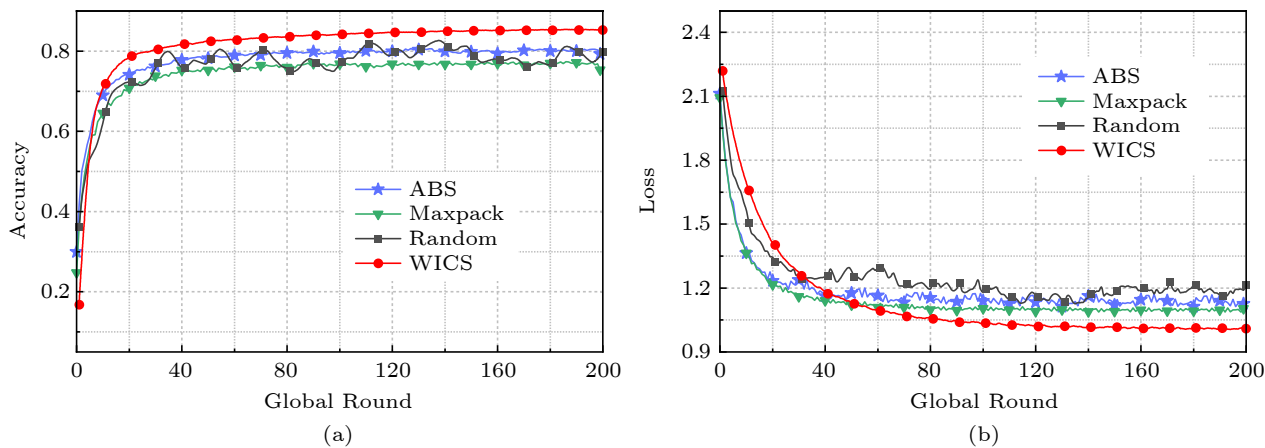 Accuracy
0.8
0.6
0.4
0.2
0 40 80 120 160 200
Global Round
ABS
Maxpack
Random
WICS
(a)
Loss
2.4
2.1
1.8
1.5
1.2
0.9
0 40 80 120 160 200
Global Round
ABS
Maxpack
Random
WICS
(b)